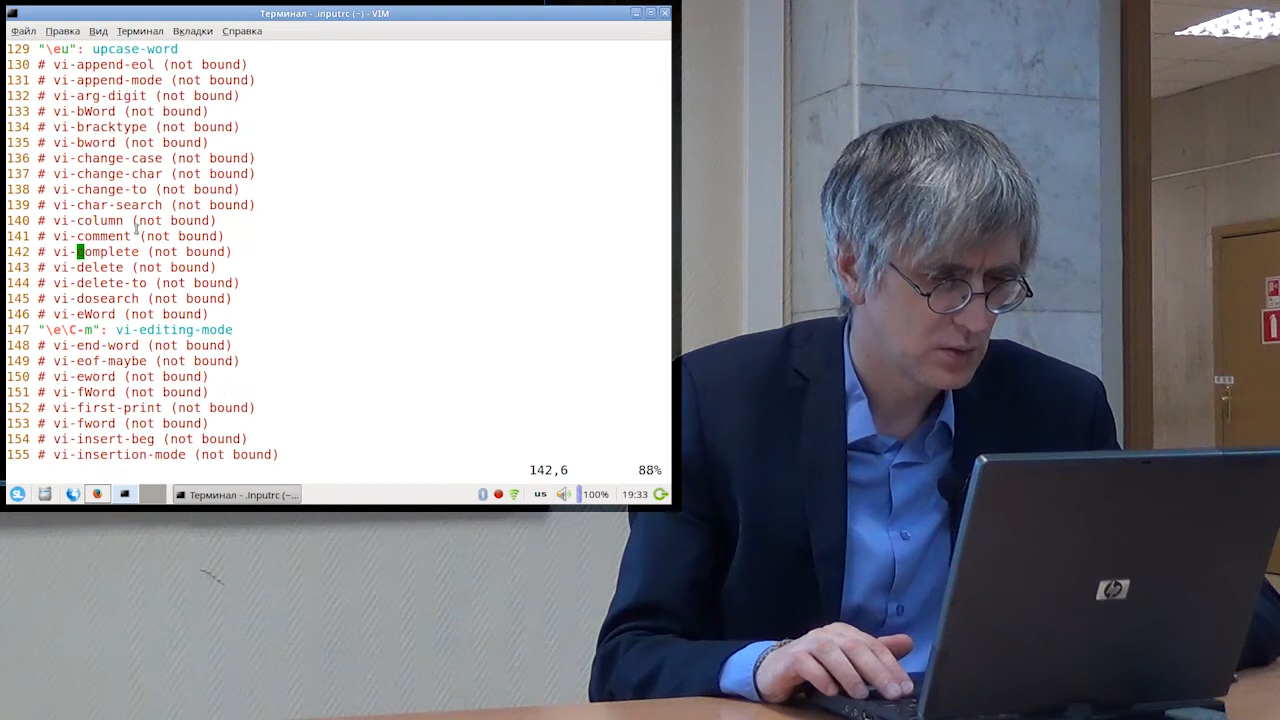 Терминал - .inputrc (~) - VIM
Файл Правка Вид Терминал Вкладки Справка
129 "\eu": upcase-word
130 # vi-append-eol (not bound)
131 # vi-append-mode (not bound)
132 # vi-arg-digit (not bound)
133 # vi-bWord (not bound)
134 # vi-bracktype (not bound)
135 # vi-bword (not bound)
136 # vi-change-case (not bound)
137 # vi-change-char (not bound)
138 # vi-change-to (not bound)
139 # vi-char-search (not bound)
140 # vi-column (not bound)
141 # vi-comment (not bound)
142 # vi-complete (not bound)
143 # vi-delete (not bound)
144 # vi-delete-to (not bound)
145 # vi-dosearch (not bound)
146 # vi-eWord (not bound)
147 "\e\C-m": vi-editing-mode
148 # vi-end-word (not bound)
149 # vi-eof-maybe (not bound)
150 # vi-eword (not bound)
151 # vi-fWord (not bound)
152 # vi-first-print (not bound)
153 # vi-fword (not bound)
154 # vi-insert-beg (not bound)
155 # vi-insertion-mode (not bound)
142,6 88%
SL Терминал - .inputrc (~... us 100% 19:33
hp